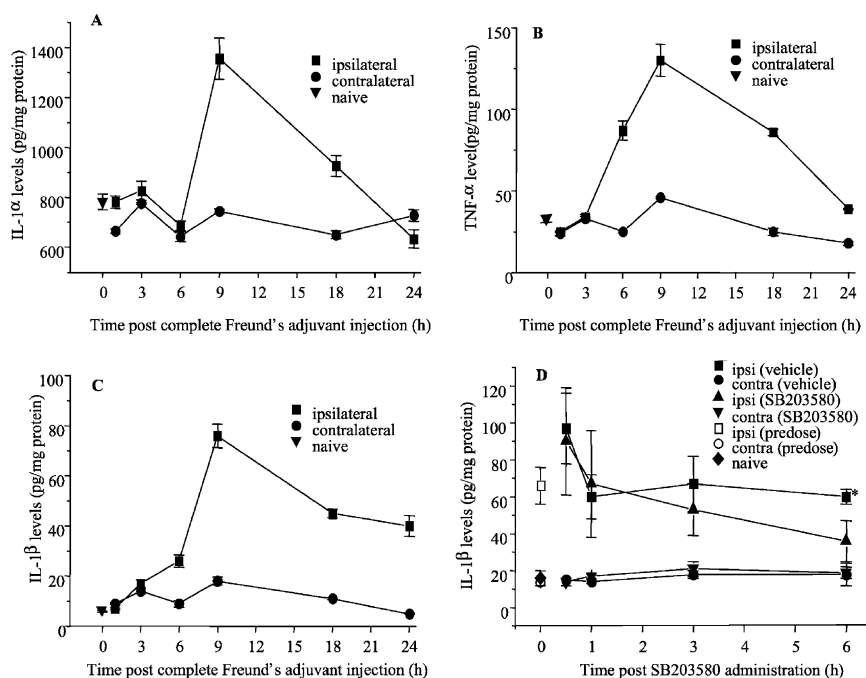 A
IL-1α levels (pg/mg protein)
1400
1200
1000
800
600
ipsilateral
contralateral
naive
0 3 6 9 12 15 18 21 24
Time post complete Freund's adjuvant injection (h)
B
TNF-α level(pg/mg protein)
150
100
50
0
ipsilateral
contralateral
naive
0 3 6 9 12 15 18 21 24
Time post complete Freund's adjuvant injection (h)
C
IL-1β levels (pg/mg protein)
100
80
60
40
20
0
ipsilateral
contralateral
naive
0 3 6 9 12 15 18 21 24
Time post complete Freund's adjuvant injection (h)
D
IL-1β levels (pg/mg protein)
120
100
80
60
40
20
0
ipsi (vehicle)
contra (vehicle)
ipsi (SB203580)
contra (SB203580)
ipsi (predose)
contra (predose)
naive
*
0 1 2 3 4 5 6
Time post SB203580 administration (h)